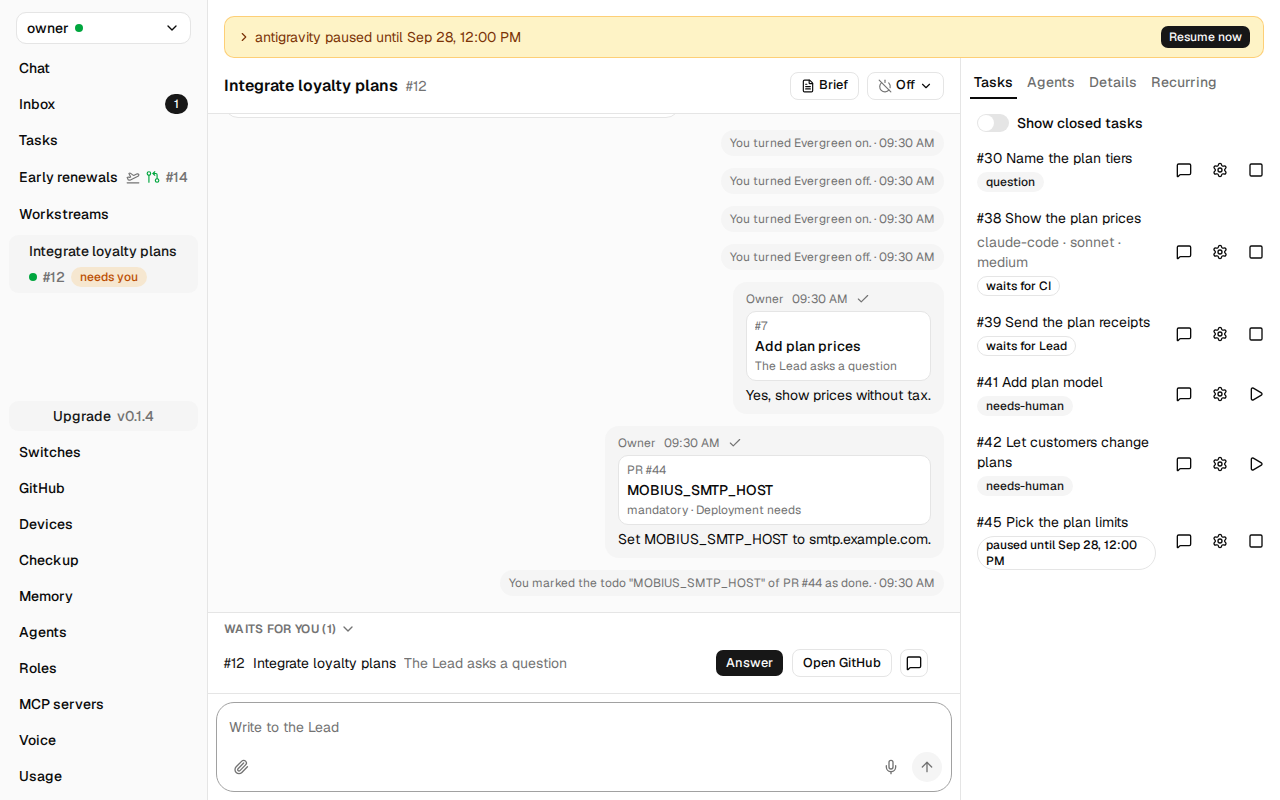 owner
Chat
Inbox 1
Tasks
Early renewals #14
Workstreams
Integrate loyalty plans
#12 needs you
Upgrade v0.1.4
Switches
GitHub
Devices
Checkup
Memory
Agents
Roles
MCP servers
Voice
Usage
antigravity paused until Sep 28, 12:00 PM
Resume now
Integrate loyalty plans #12
Brief
Off
You turned Evergreen on. · 09:30 AM
You turned Evergreen off. · 09:30 AM
You turned Evergreen on. · 09:30 AM
You turned Evergreen off. · 09:30 AM
Owner 09:30 AM
#7
Add plan prices
The Lead asks a question
Yes, show prices without tax.
Owner 09:30 AM
PR #44
MOBIUS_SMTP_HOST
mandatory · Deployment needs
Set MOBIUS_SMTP_HOST to smtp.example.com.
You marked the todo "MOBIUS_SMTP_HOST" of PR #44 as done. · 09:30 AM
WAITS FOR YOU (1)
#12 Integrate loyalty plans The Lead asks a question
Answer
Open GitHub
Write to the Lead
Tasks Agents Details Recurring
Show closed tasks
#30 Name the plan tiers
question
#38 Show the plan prices
claude-code · sonnet ·
medium
waits for CI
#39 Send the plan receipts
waits for Lead
#41 Add plan model
needs-human
#42 Let customers change
plans
needs-human
#45 Pick the plan limits
paused until Sep 28, 12:00
PM